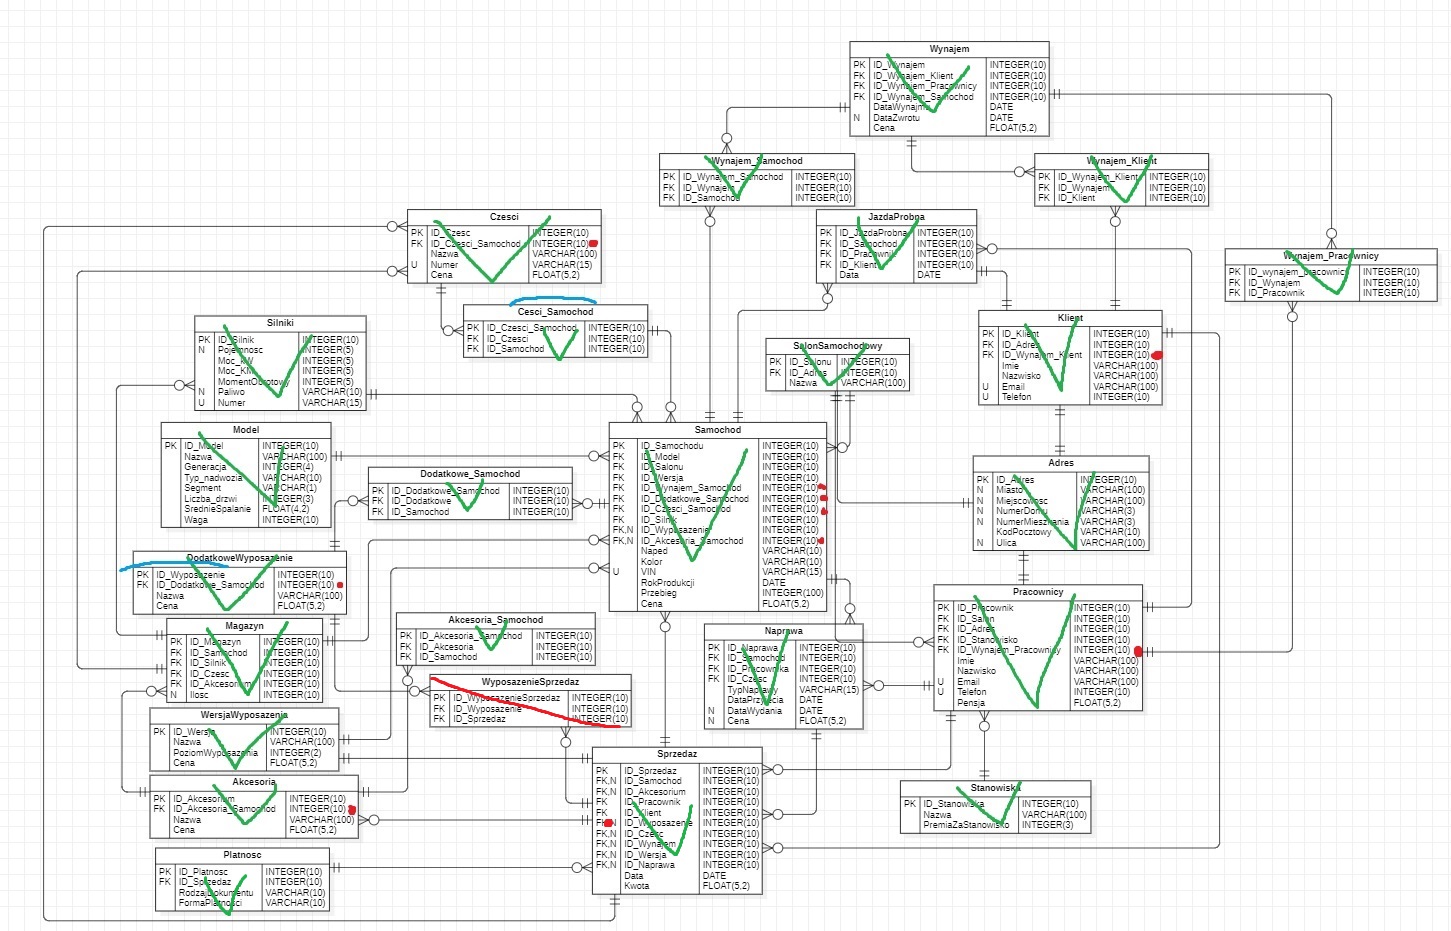 Wynajem
PK ID_Wynajem INTEGER(10)
FK ID_Wynajem_Klient INTEGER(10)
FK ID_Wynajem_Pracownicy INTEGER(10)
FK ID_Wynajem_Samochod INTEGER(10)
DataWynajmu DATE
N DataZwrotu DATE
Cena FLOAT(5,2)
Wynajem_Samochod
PK ID_Wynajem_Samochod INTEGER(10)
FK ID_Wynajem INTEGER(10)
FK ID_Samochod INTEGER(10)
Wynajem_Klient
PK ID_Wynajem_Klient INTEGER(10)
FK ID_Wynajem INTEGER(10)
FK ID_Klient INTEGER(10)
Czesci
PK ID_Czesc INTEGER(10)
FK ID_Czesci_Samochod INTEGER(10)
Nazwa VARCHAR(100)
U Numer VARCHAR(15)
Cena FLOAT(5,2)
JazdaProbna
PK ID_JazdaProbna INTEGER(10)
FK ID_Samochod INTEGER(10)
FK ID_Pracownik INTEGER(10)
FK ID_Klient INTEGER(10)
Data DATE
Wynajem_Pracownicy
PK ID_wynajem_pracownicy INTEGER(10)
FK ID_Wynajem INTEGER(10)
FK ID_Pracownik INTEGER(10)
Cesci_Samochod
PK ID_Czesci_Samochod INTEGER(10)
FK ID_Czesci INTEGER(10)
FK ID_Samochod INTEGER(10)
Silniki
PK ID_Silnik INTEGER(10)
N Pojemnosc INTEGER(5)
Moc_kW INTEGER(5)
Moc_KM INTEGER(5)
MomentObrotowy INTEGER(5)
N Paliwo VARCHAR(10)
U Numer VARCHAR(15)
Klient
PK ID_Klient INTEGER(10)
FK ID_Adres INTEGER(10)
FK ID_Wynajem_Klient INTEGER(10)
Imie VARCHAR(100)
Nazwisko VARCHAR(100)
U Email VARCHAR(100)
U Telefon INTEGER(10)
SalonSamochodowy
PK ID_Salonu INTEGER(10)
FK ID_Adres INTEGER(10)
Nazwa VARCHAR(100)
Model
PK ID_Model INTEGER(10)
Nazwa VARCHAR(100)
Generacja INTEGER(4)
Typ_nadwozia VARCHAR(10)
Segment VARCHAR(1)
Liczba_drzwi INTEGER(3)
SrednieSpalanie FLOAT(4,2)
Waga INTEGER(10)
Samochod
PK ID_Samochodu INTEGER(10)
FK ID_Model INTEGER(10)
FK ID_Salonu INTEGER(10)
FK ID_Wersja INTEGER(10)
FK ID_Wynajem_Samochod INTEGER(10)
FK ID_Dodatkowe_Samochod INTEGER(10)
FK ID_Czesci_Samochod INTEGER(10)
FK ID_Silnik INTEGER(10)
FK,N ID_Wyposazenie INTEGER(10)
FK,N ID_Akcesoria_Samochod INTEGER(10)
Naped VARCHAR(10)
Kolor VARCHAR(10)
U VIN VARCHAR(15)
RokProdukcji DATE
Przebieg INTEGER(100)
Cena FLOAT(5,2)
Dodatkowe_Samochod
PK ID_Dodatkowe_Samochod INTEGER(10)
FK ID_Dodatkowe INTEGER(10)
FK ID_Samochod INTEGER(10)
Adres
PK ID_Adres INTEGER(10)
N Miasto VARCHAR(100)
N Miejscowosc VARCHAR(100)
N NumerDomu VARCHAR(3)
N NumerMieszkania VARCHAR(3)
KodPocztowy VARCHAR(10)
N Ulica VARCHAR(100)
DodatkoweWyposazenie
PK ID_Wyposazenie INTEGER(10)
FK ID_Dodatkowe_Samochod INTEGER(10)
Nazwa VARCHAR(100)
Cena FLOAT(5,2)
Pracownicy
PK ID_Pracownik INTEGER(10)
FK ID_Salon INTEGER(10)
FK ID_Adres INTEGER(10)
FK ID_Stanowisko INTEGER(10)
FK ID_Wynajem_Pracownicy INTEGER(10)
Imie VARCHAR(100)
Nazwisko VARCHAR(100)
U Email VARCHAR(100)
U Telefon INTEGER(10)
Pensja FLOAT(5,2)
Magazyn
PK ID_Magazyn INTEGER(10)
FK ID_Samochod INTEGER(10)
FK ID_Silnik INTEGER(10)
FK ID_Czesc INTEGER(10)
FK ID_Akcesorium INTEGER(10)
N Ilosc INTEGER(10)
Akcesoria_Samochod
PK ID_Akcesoria_Samochod INTEGER(10)
FK ID_Akcesoria INTEGER(10)
FK ID_Samochod INTEGER(10)
Naprawa
PK ID_Naprawa INTEGER(10)
FK ID_Samochod INTEGER(10)
FK ID_Pracownika INTEGER(10)
FK ID_Czesc INTEGER(10)
TypNaprawy VARCHAR(15)
DataPrzyjecia DATE
N DataWydania DATE
N Cena FLOAT(5,2)
WyposazenieSprzedaz
PK ID_WyposazenieSprzedaz INTEGER(10)
FK ID_Wyposazenie INTEGER(10)
FK ID_Sprzedaz INTEGER(10)
WersjaWyposazenia
PK ID_Wersja INTEGER(10)
Nazwa VARCHAR(100)
PoziomWyposazenia INTEGER(2)
Cena FLOAT(5,2)
Sprzedaz
PK ID_Sprzedaz INTEGER(10)
FK,N ID_Samochod INTEGER(10)
FK,N ID_Akcesorium INTEGER(10)
FK ID_Pracownik INTEGER(10)
FK ID_Klient INTEGER(10)
ID_Wyposazenie INTEGER(10)
FK,N ID_Czesc INTEGER(10)
FK,N ID_Wynajem INTEGER(10)
FK,N ID_Wersja INTEGER(10)
FK,N ID_Naprawa INTEGER(10)
Data DATE
Kwota FLOAT(5,2)
Akcesoria
PK ID_Akcesorium INTEGER(10)
FK ID_Akcesoria_Samochod INTEGER(10)
Nazwa VARCHAR(100)
Cena FLOAT(5,2)
Stanowiska
PK ID_Stanowiska INTEGER(10)
Nazwa VARCHAR(100)
PremiaZaStanowisko INTEGER(3)
Platnosc
PK ID_Platnosc INTEGER(10)
FK ID_Sprzedaz INTEGER(10)
RodzajDokumentu VARCHAR(10)
FormaPlatnosci VARCHAR(10)